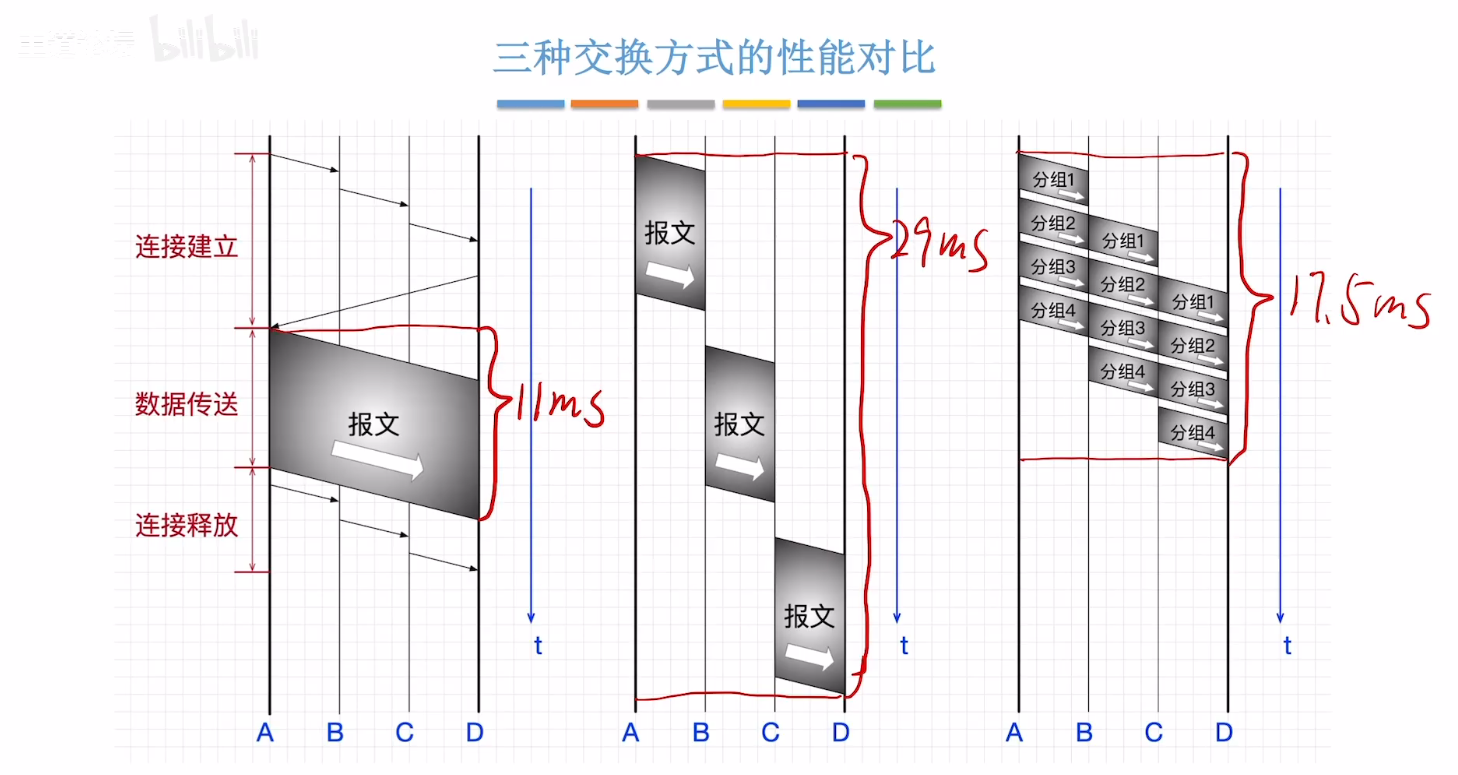 bilibili
三种交换方式的性能对比
连接建立
数据传送
连接释放
报文
11ms
t
A B C D
报文
报文
报文
29ms
t
A B C D
分组1
分组2 分组1
分组3 分组2 分组1
分组4 分组3 分组2
分组4 分组3
分组4
17.5ms
t
A B C D